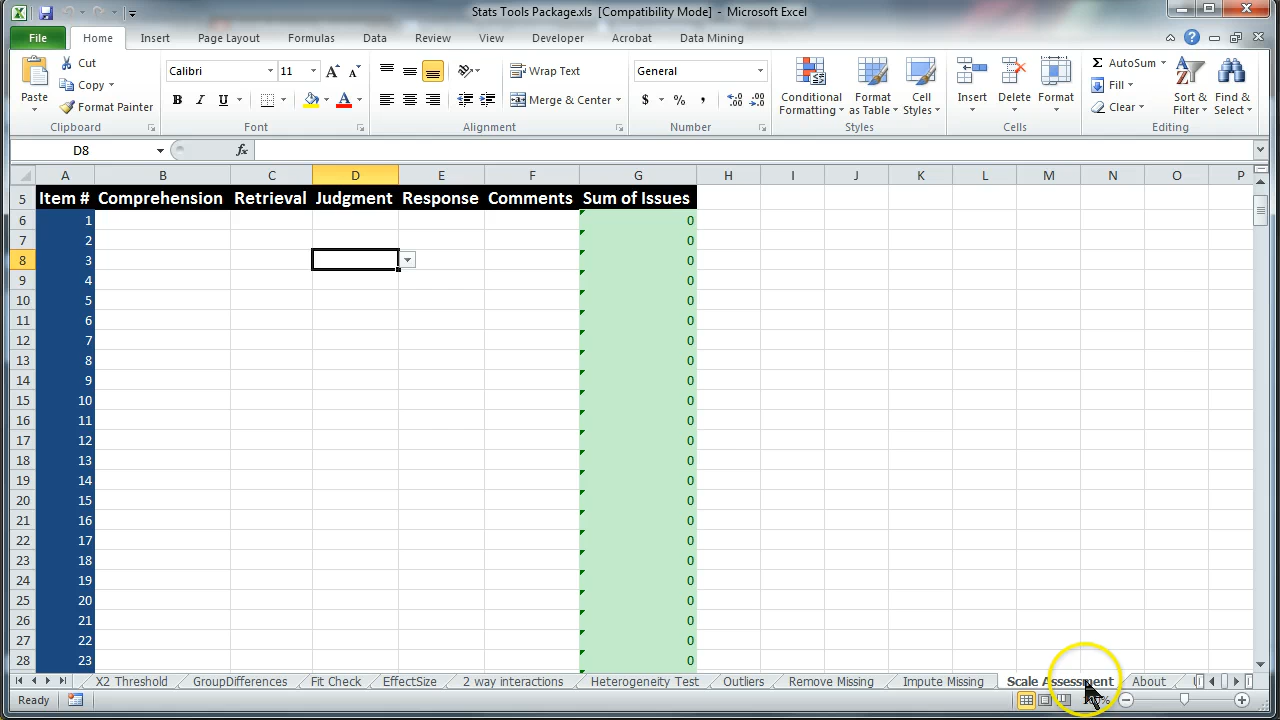 Stats Tools Package.xls [Compatibility Mode] - Microsoft Excel
File Home Insert Page Layout Formulas Data Review View Developer Acrobat Data Mining
Paste
Cut
Copy
Format Painter
Clipboard
Calibri 11
B I U
Font
Wrap Text
Merge & Center
Alignment
General
$ % ,
Number
Conditional Formatting
Format as Table
Cell Styles
Styles
Insert
Delete
Format
Cells
AutoSum
Fill
Clear
Sort & Filter
Find & Select
Editing
D8 fx
A B C D E F G H I J K L M N O P
5 Item # Comprehension Retrieval Judgment Response Comments Sum of Issues
6 1 0
7 2 0
8 3 0
9 4 0
10 5 0
11 6 0
12 7 0
13 8 0
14 9 0
15 10 0
16 11 0
17 12 0
18 13 0
19 14 0
20 15 0
21 16 0
22 17 0
23 18 0
24 19 0
25 20 0
26 21 0
27 22 0
28 23 0
X2 Threshold GroupDifferences Fit Check EffectSize 2 way interactions Heterogeneity Test Outliers Remove Missing Impute Missing Scale Assessment About
Ready